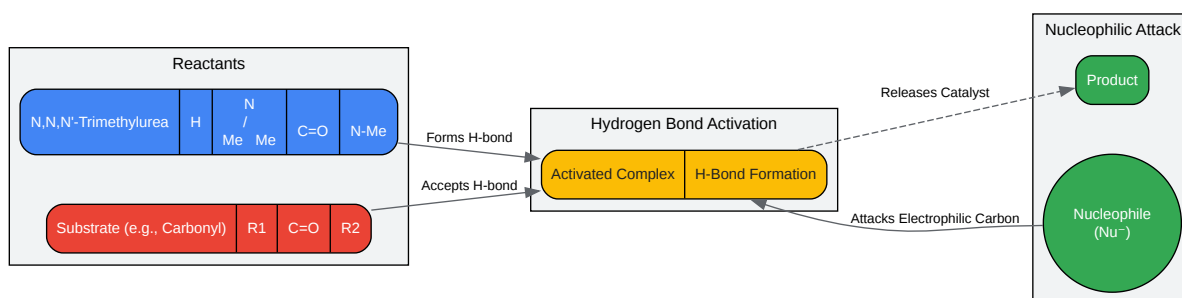 Reactants
N,N,N'-Trimethylurea
H
N
/
Me   Me
C=O
N-Me
Substrate (e.g., Carbonyl)
R1
C=O
R2
Forms H-bond
Accepts H-bond
Hydrogen Bond Activation
Activated Complex
H-Bond Formation
Releases Catalyst
Attacks Electrophilic Carbon
Nucleophilic Attack
Product
Nucleophile
(Nu⁻)